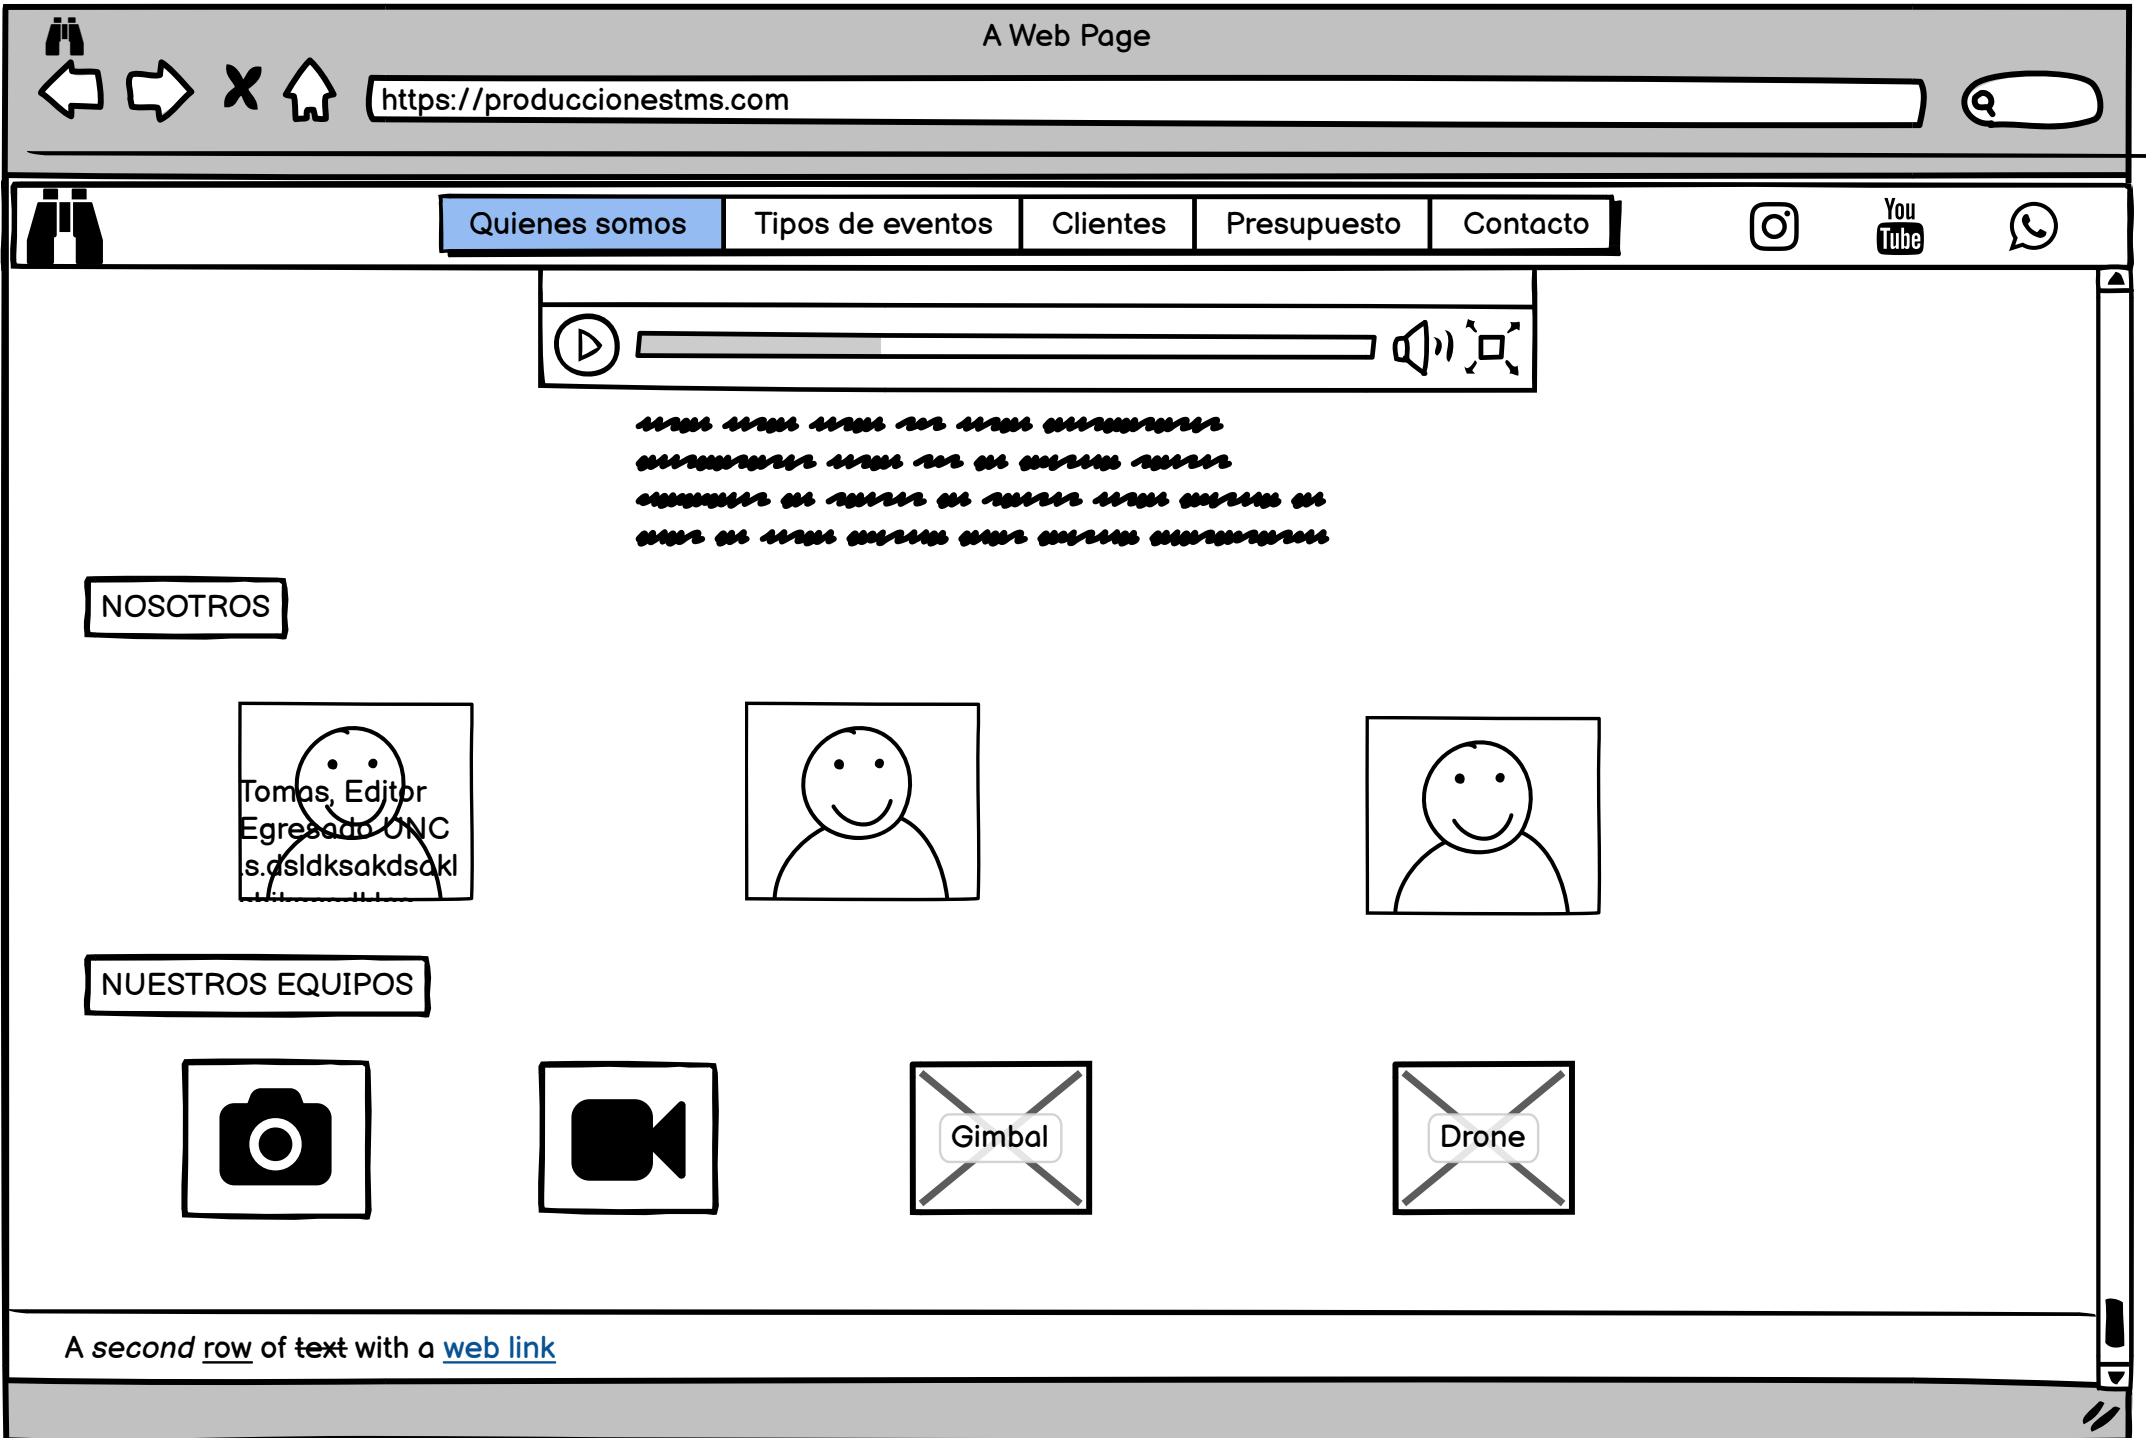 A Web Page
https://produccionestms.com
Quienes somos Tipos de eventos Clientes Presupuesto Contacto
You
Tube
NOSOTROS
Tomas, Editor
Egresado UNC
.s.dsldksakdsakl
NUESTROS EQUIPOS
Gimbal
Drone
A second row of text with a web link